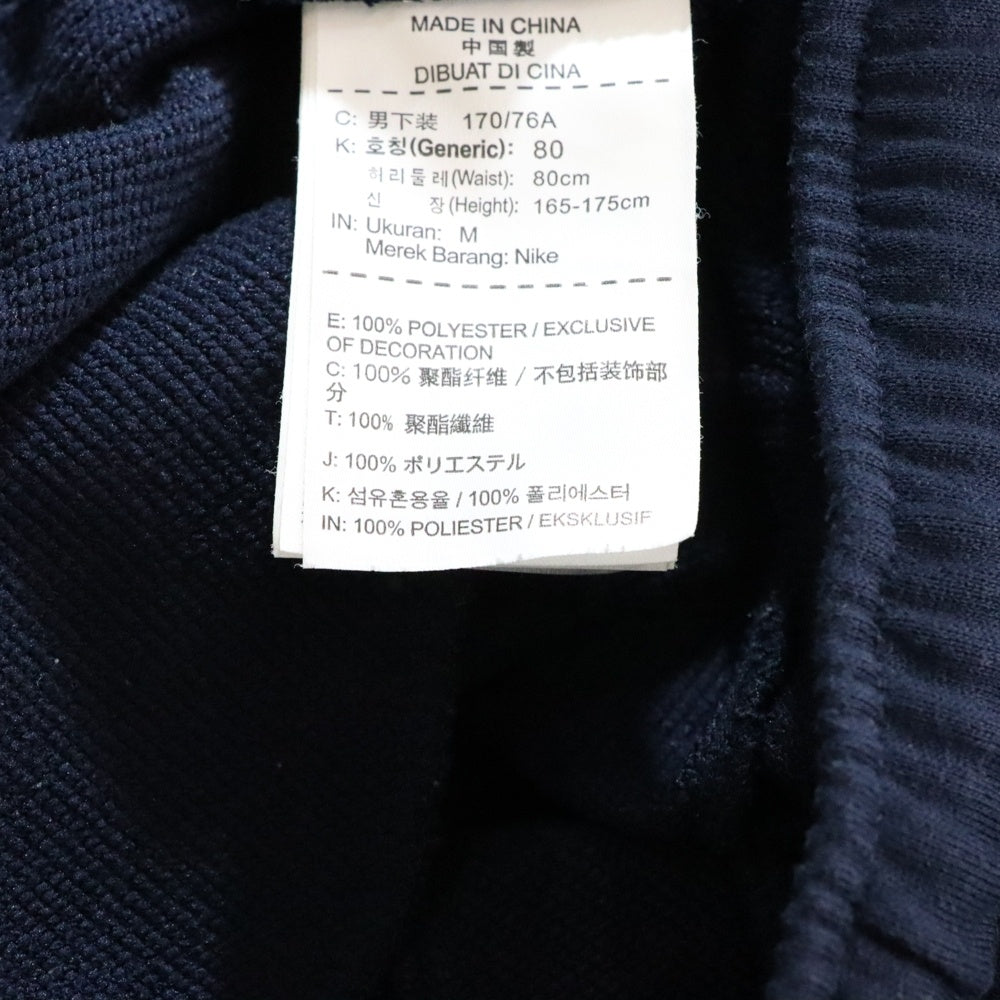 MADE IN CHINA
中国製
DIBUAT DI CINA
C: 男下装 170/76A
K: 호칭(Generic): 80
허리둘레(Waist): 80cm
신 장(Height): 165-175cm
IN: Ukuran: M
Merek Barang: Nike
E: 100% POLYESTER / EXCLUSIVE
OF DECORATION
C: 100% 聚酯纤维 / 不包括装饰部
分
T: 100% 聚酯纖維
J: 100% ポリエステル
K: 섬유혼용율 / 100% 폴리에스터
IN: 100% POLIESTER / EKSKLUSIF